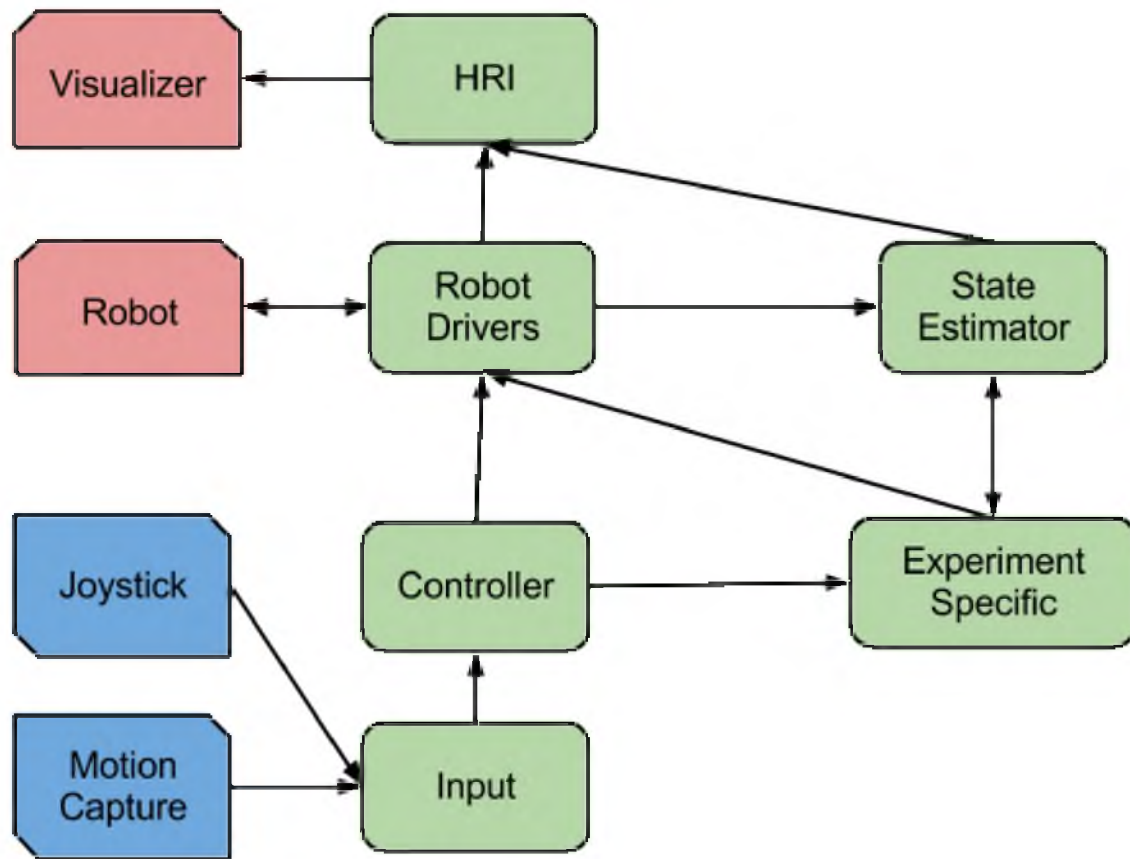 Visualizer
HRI
Robot
Robot
Drivers
State
Estimator
Joystick
Controller
Experiment
Specific
Motion
Capture
Input